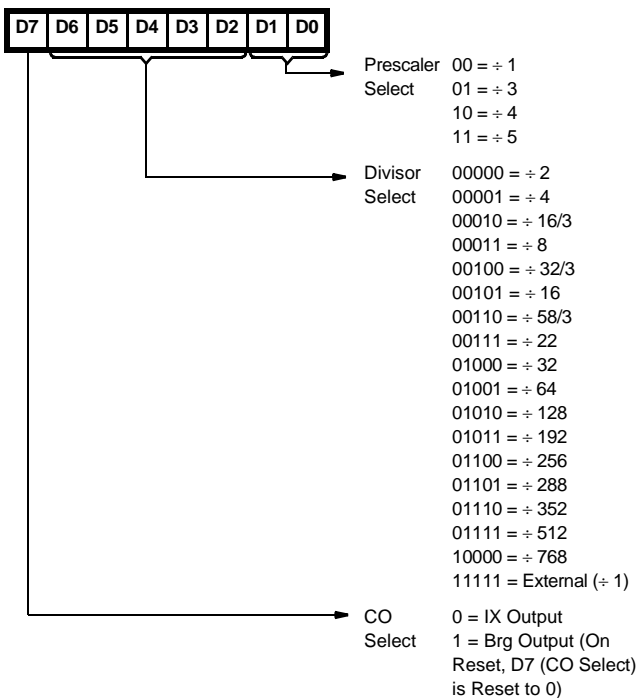 D7 D6 D5 D4 D3 D2 D1 D0
Prescaler 00 = ÷ 1
Select 01 = ÷ 3
10 = ÷ 4
11 = ÷ 5
Divisor 00000 = ÷ 2
Select 00001 = ÷ 4
00010 = ÷ 16/3
00011 = ÷ 8
00100 = ÷ 32/3
00101 = ÷ 16
00110 = ÷ 58/3
00111 = ÷ 22
01000 = ÷ 32
01001 = ÷ 64
01010 = ÷ 128
01011 = ÷ 192
01100 = ÷ 256
01101 = ÷ 288
01110 = ÷ 352
01111 = ÷ 512
10000 = ÷ 768
11111 = External (÷ 1)
CO 0 = IX Output
Select 1 = Brg Output (On
Reset, D7 (CO Select)
is Reset to 0)